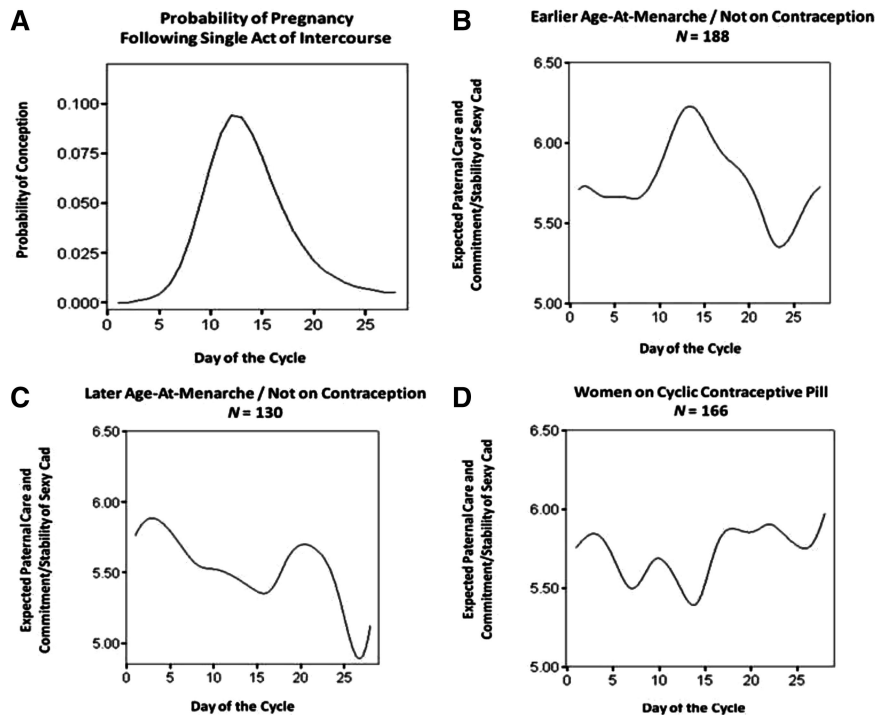 A
Probability of Pregnancy
Following Single Act of Intercourse
Probability of Conception
0.100
0.075
0.050
0.025
0.000
0 5 10 15 20 25
Day of the Cycle
B
Earlier Age-At-Menarche / Not on Contraception
N = 188
Expected Paternal Care and
Commitment/Stability of Sexy Cad
6.50
6.00
5.50
5.00
0 5 10 15 20 25
Day of the Cycle
C
Later Age-At-Menarche / Not on Contraception
N = 130
Expected Paternal Care and
Commitment/Stability of Sexy Cad
6.50
6.00
5.50
5.00
0 5 10 15 20 25
Day of the Cycle
D
Women on Cyclic Contraceptive Pill
N = 166
Expected Paternal Care and
Commitment/Stability of Sexy Cad
6.50
6.00
5.50
5.00
0 5 10 15 20 25
Day of the Cycle